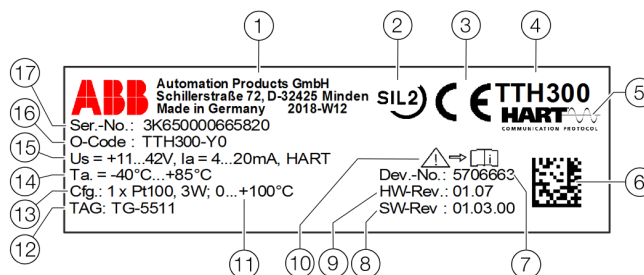 1
2
3
4
ABB
Automation Products GmbH
Schillerstraße 72, D-32425 Minden
Made in Germany 2018-W12
SIL2
CE
TTH300
HART
COMMUNICATION PROTOCOL
5
17
Ser.-No.: 3K650000665820
16
O-Code : TTH300-Y0
15
Us = +11...42V, Ia = 4...20mA, HART
14
Ta. = -40°C...+85°C
Dev.-No.: 5706663
6
13
Cfg.: 1 x Pt100, 3W; 0...+100°C
HW-Rev.: 01.07
12
TAG: TG-5511
SW-Rev : 01.03.00
11
10
9
8
7